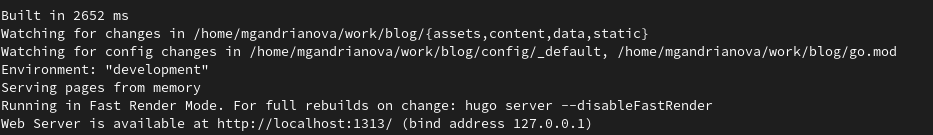 Built in 2652 ms
Watching for changes in /home/mgandrianova/work/blog/{assets,content,data,static}
Watching for config changes in /home/mgandrianova/work/blog/config/_default, /home/mgandrianova/work/blog/go.mod
Environment: "development"
Serving pages from memory
Running in Fast Render Mode. For full rebuilds on change: hugo server --disableFastRender
Web Server is available at http://localhost:1313/ (bind address 127.0.0.1)